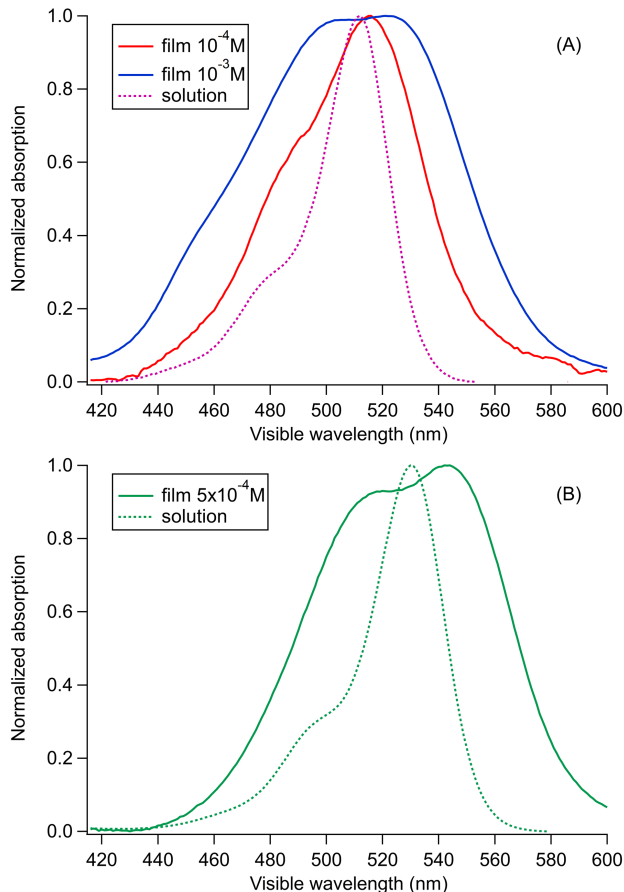 1.0
0.8
0.6
0.4
0.2
0.0
Normalized absorption
film 10⁻⁴M
film 10⁻³M
solution
(A)
420 440 460 480 500 520 540 560 580 600
Visible wavelength (nm)
1.0
0.8
0.6
0.4
0.2
0.0
Normalized absorption
film 5x10⁻⁴M
solution
(B)
420 440 460 480 500 520 540 560 580 600
Visible wavelength (nm)